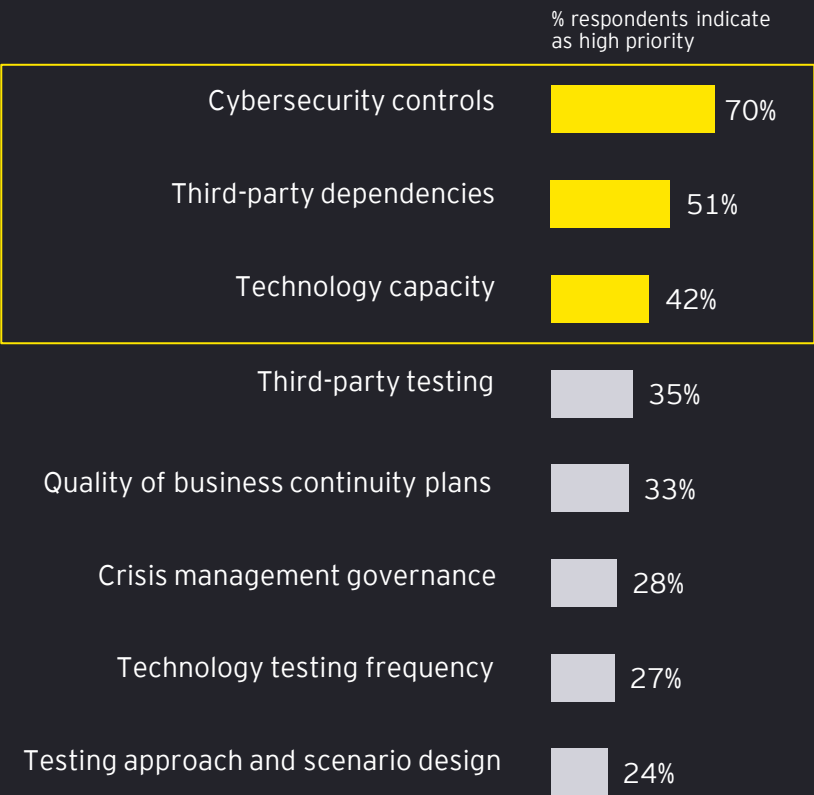 % respondents indicate
as high priority
Cybersecurity controls 70%
Third-party dependencies 51%
Technology capacity 42%
Third-party testing 35%
Quality of business continuity plans 33%
Crisis management governance 28%
Technology testing frequency 27%
Testing approach and scenario design 24%